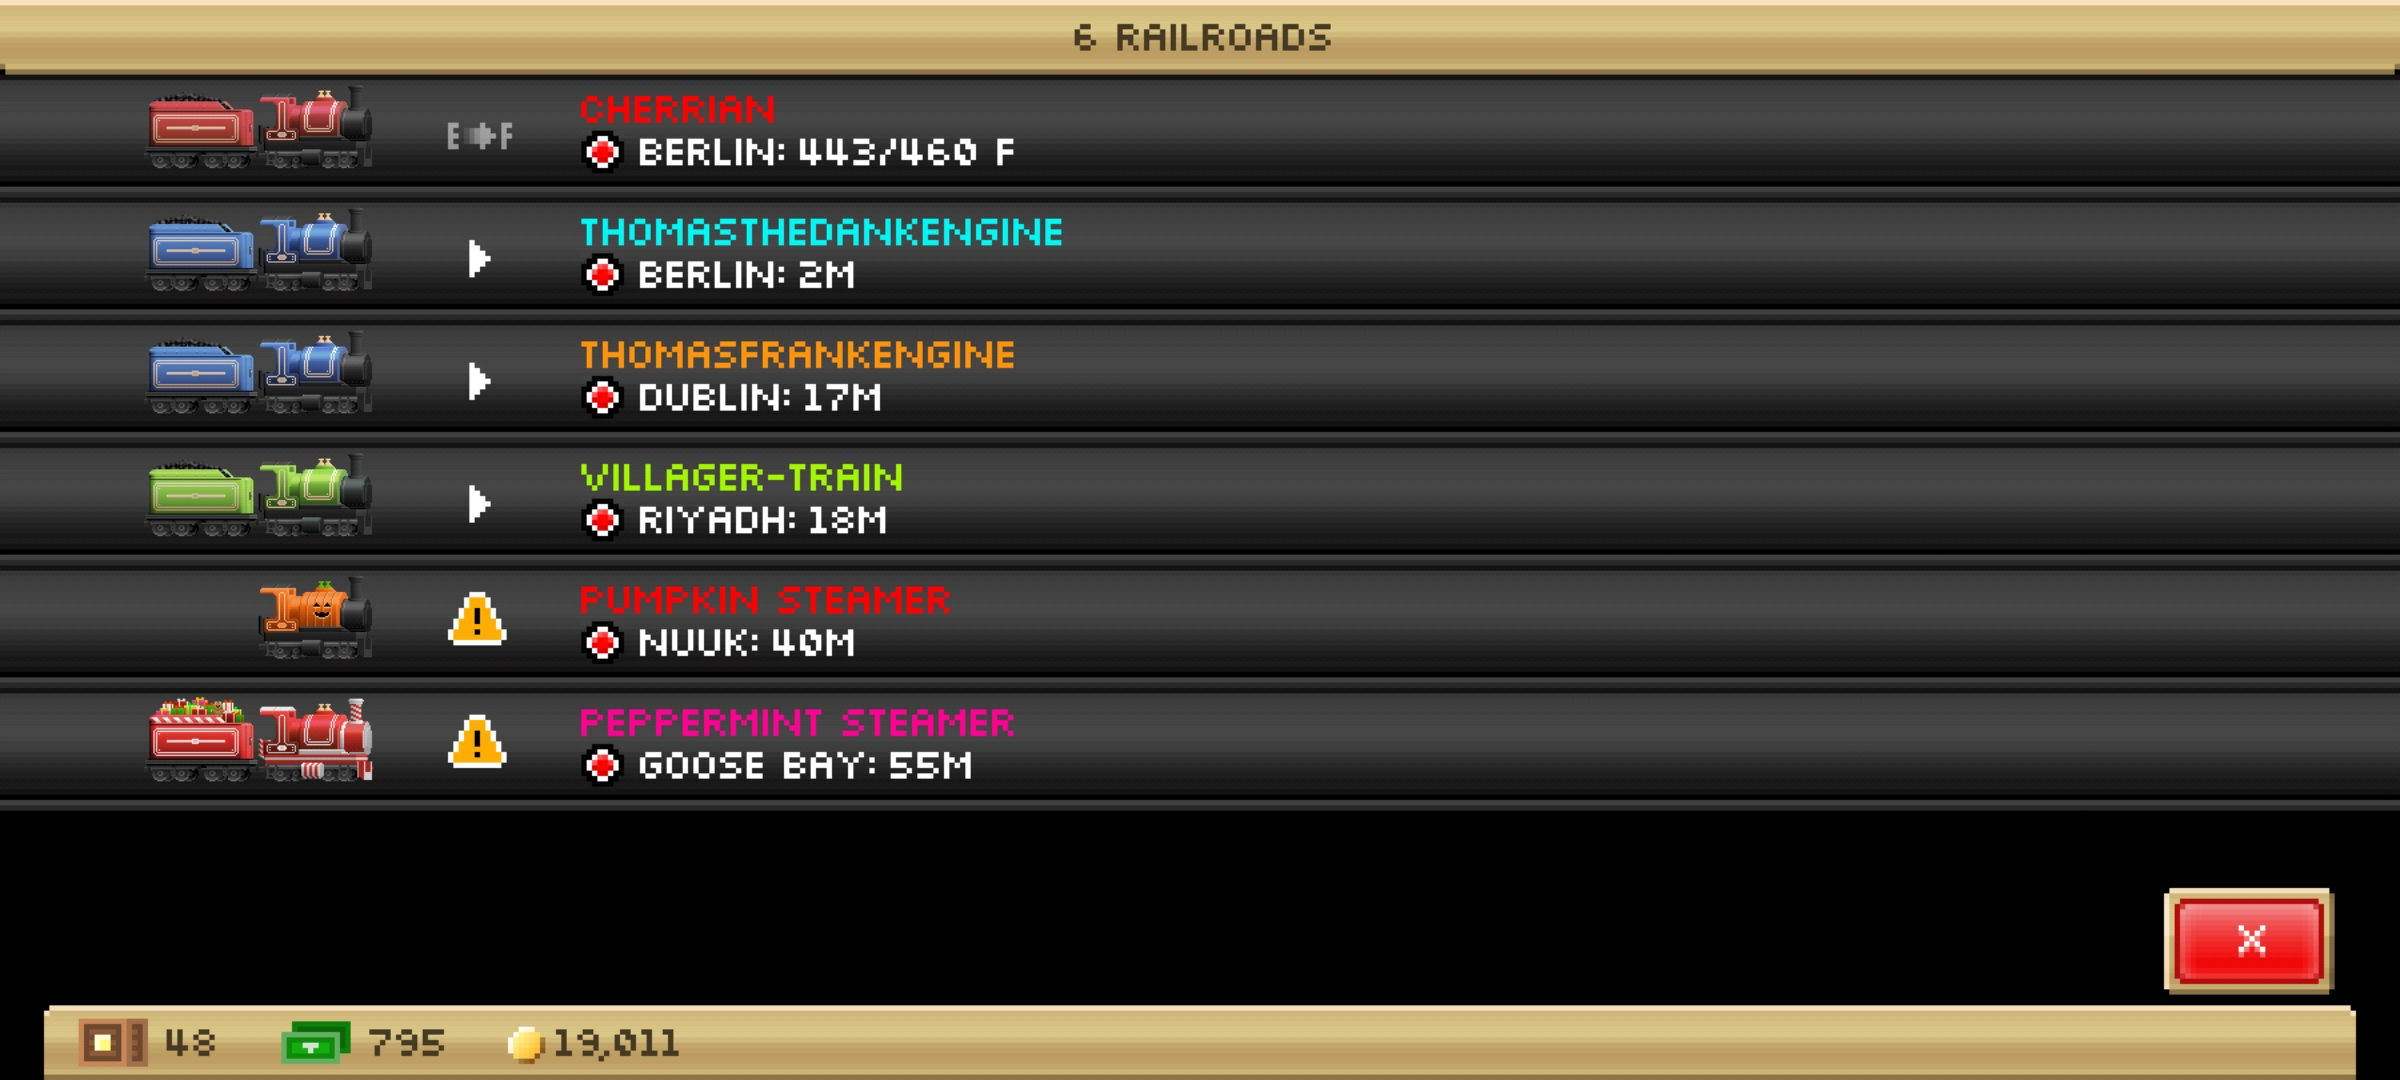 6 RAILROADS
E F
CHERRIAN
BERLIN: 443/460 F
THOMASTHEDANKENGINE
BERLIN: 2M
THOMASFRANKENGINE
DUBLIN: 17M
VILLAGER-TRAIN
RIYADH: 18M
!
PUMPKIN STEAMER
NUUK: 40M
!
PEPPERMINT STEAMER
GOOSE BAY: 55M
X
48 795 19,011